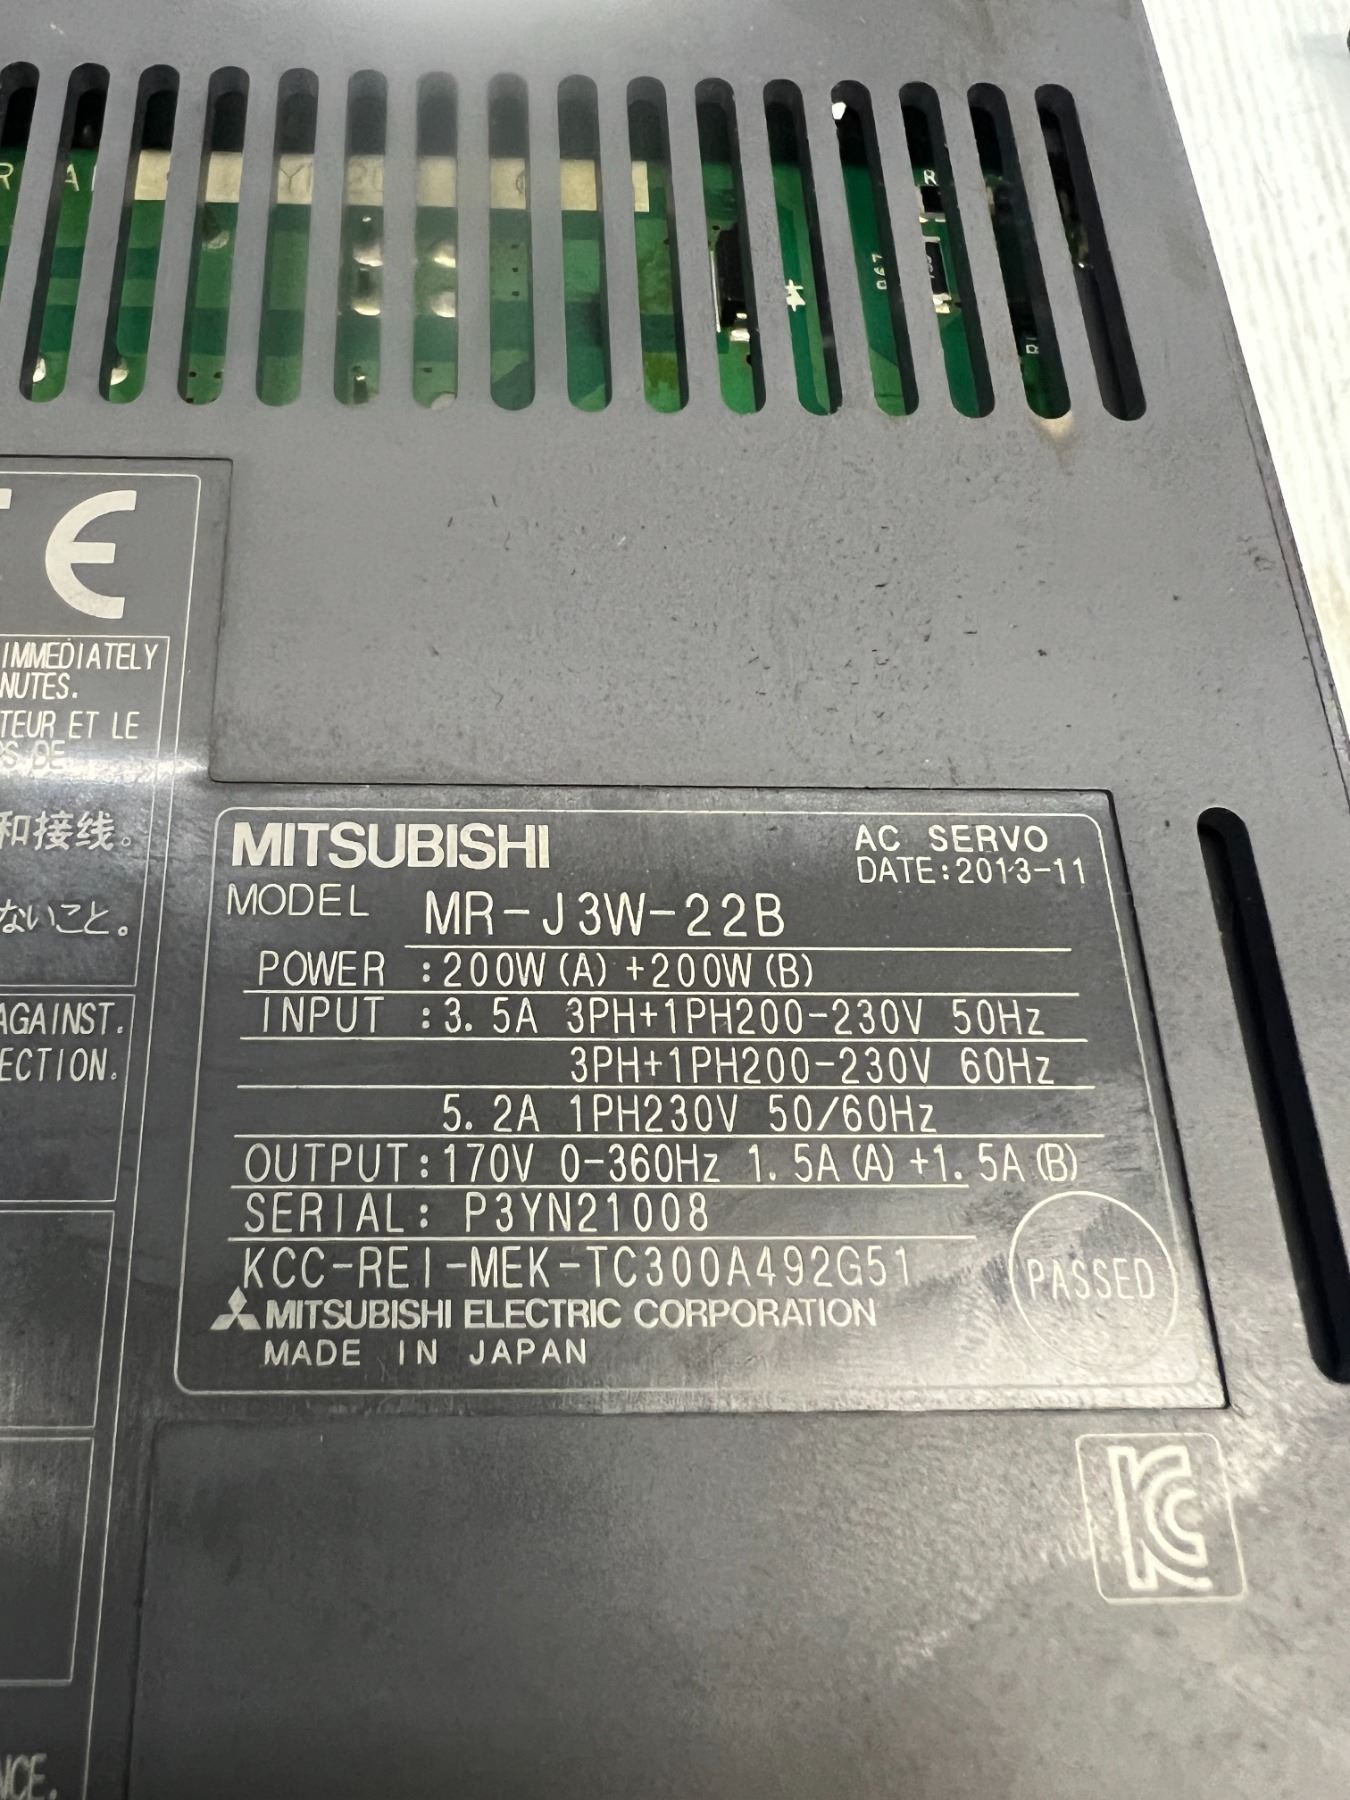 CE
IMMEDIATELY
NUTES.
TEUR ET LE
DE
和接线。
ないこと。
AGAINST.
ECTION.
NCE.
MITSUBISHI
AC SERVO
DATE:2013-11
MODEL MR-J3W-22B
POWER :200W(A)+200W(B)
INPUT :3.5A 3PH+1PH200-230V 50Hz
3PH+1PH200-230V 60Hz
5.2A 1PH230V 50/60Hz
OUTPUT:170V 0-360Hz 1.5A(A)+1.5A(B)
SERIAL: P3YN21008
KCC-REI-MEK-TC300A492G51
PASSED
MITSUBISHI ELECTRIC CORPORATION
MADE IN JAPAN